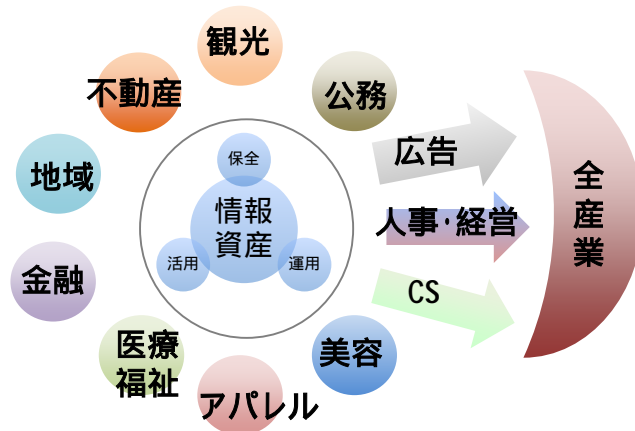 観光
不動産
公務
地域
保全
情報
資産
活用
運用
金融
医療
福祉
アパレル
美容
広告
人事・経営
CS
全
産
業